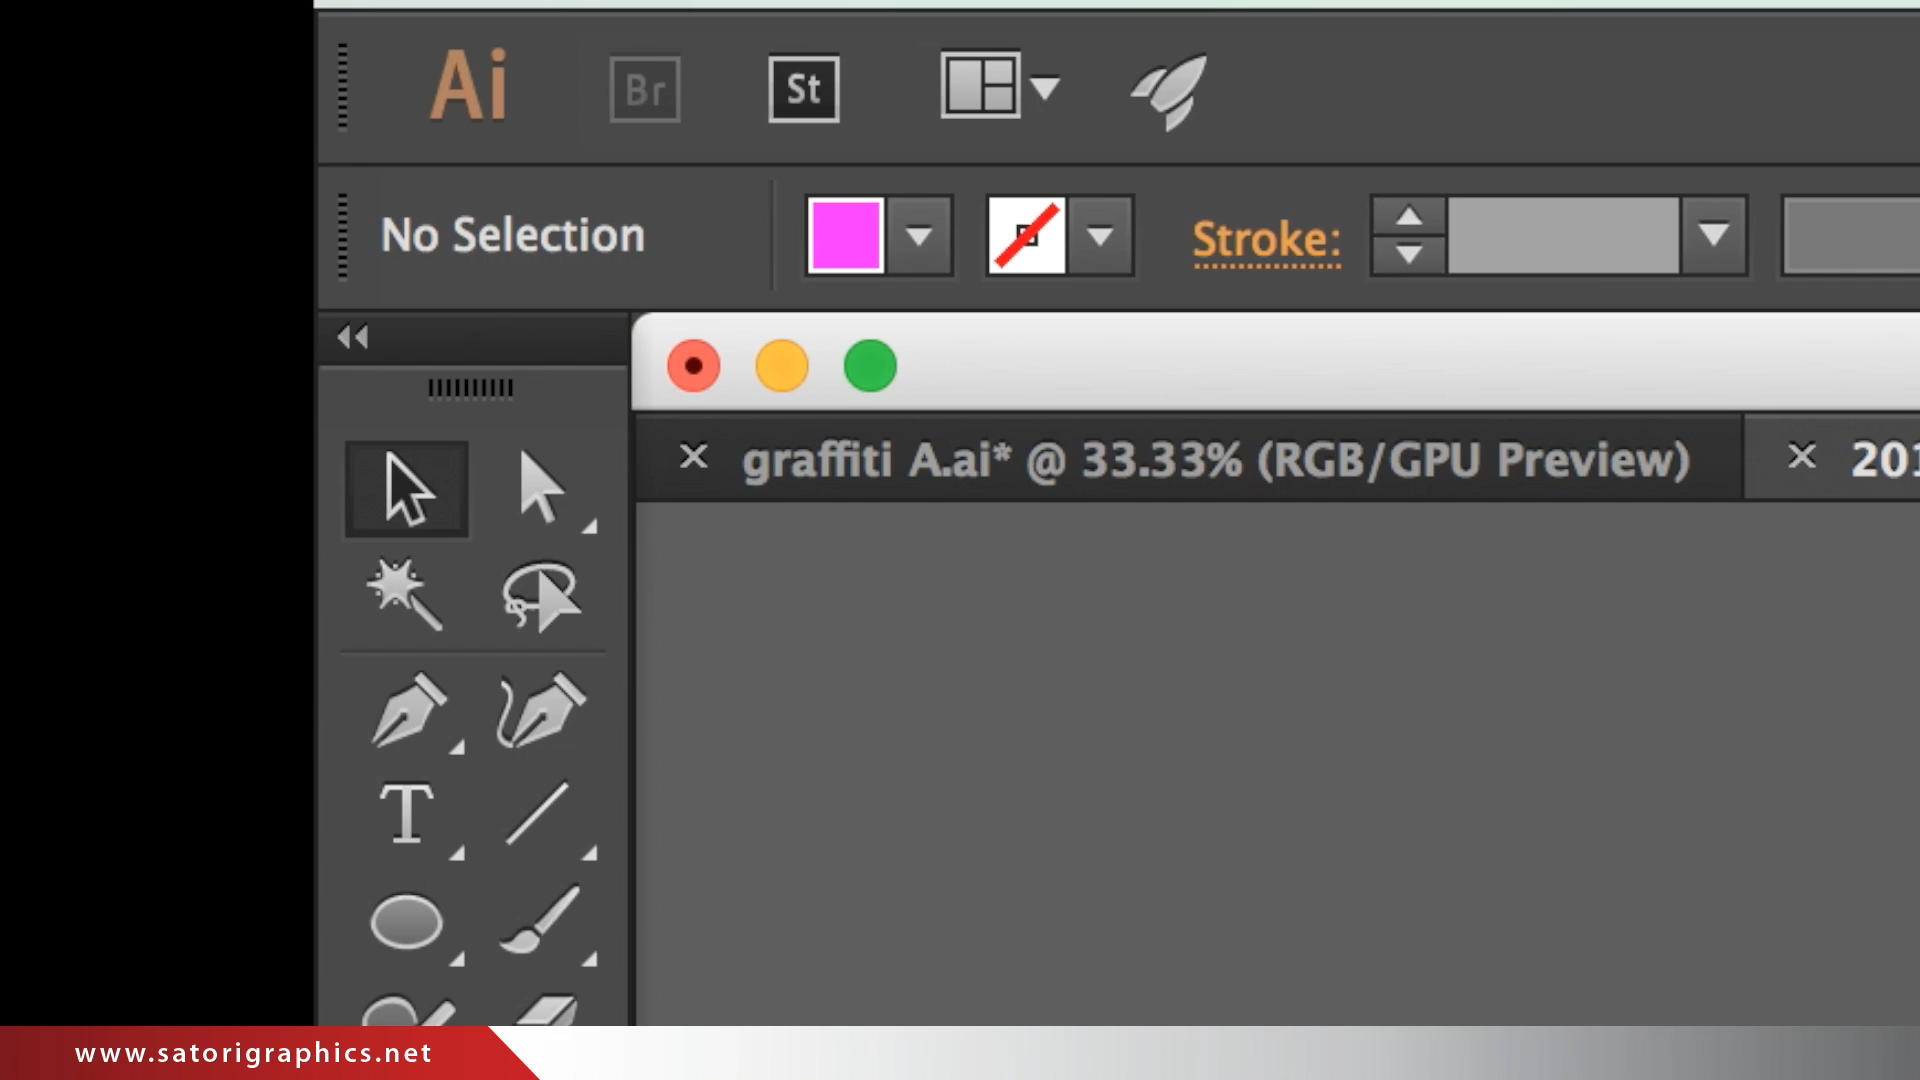 Ai Br St
No Selection Stroke:
graffiti A.ai* @ 33.33% (RGB/GPU Preview)
www.satorigraphics.net